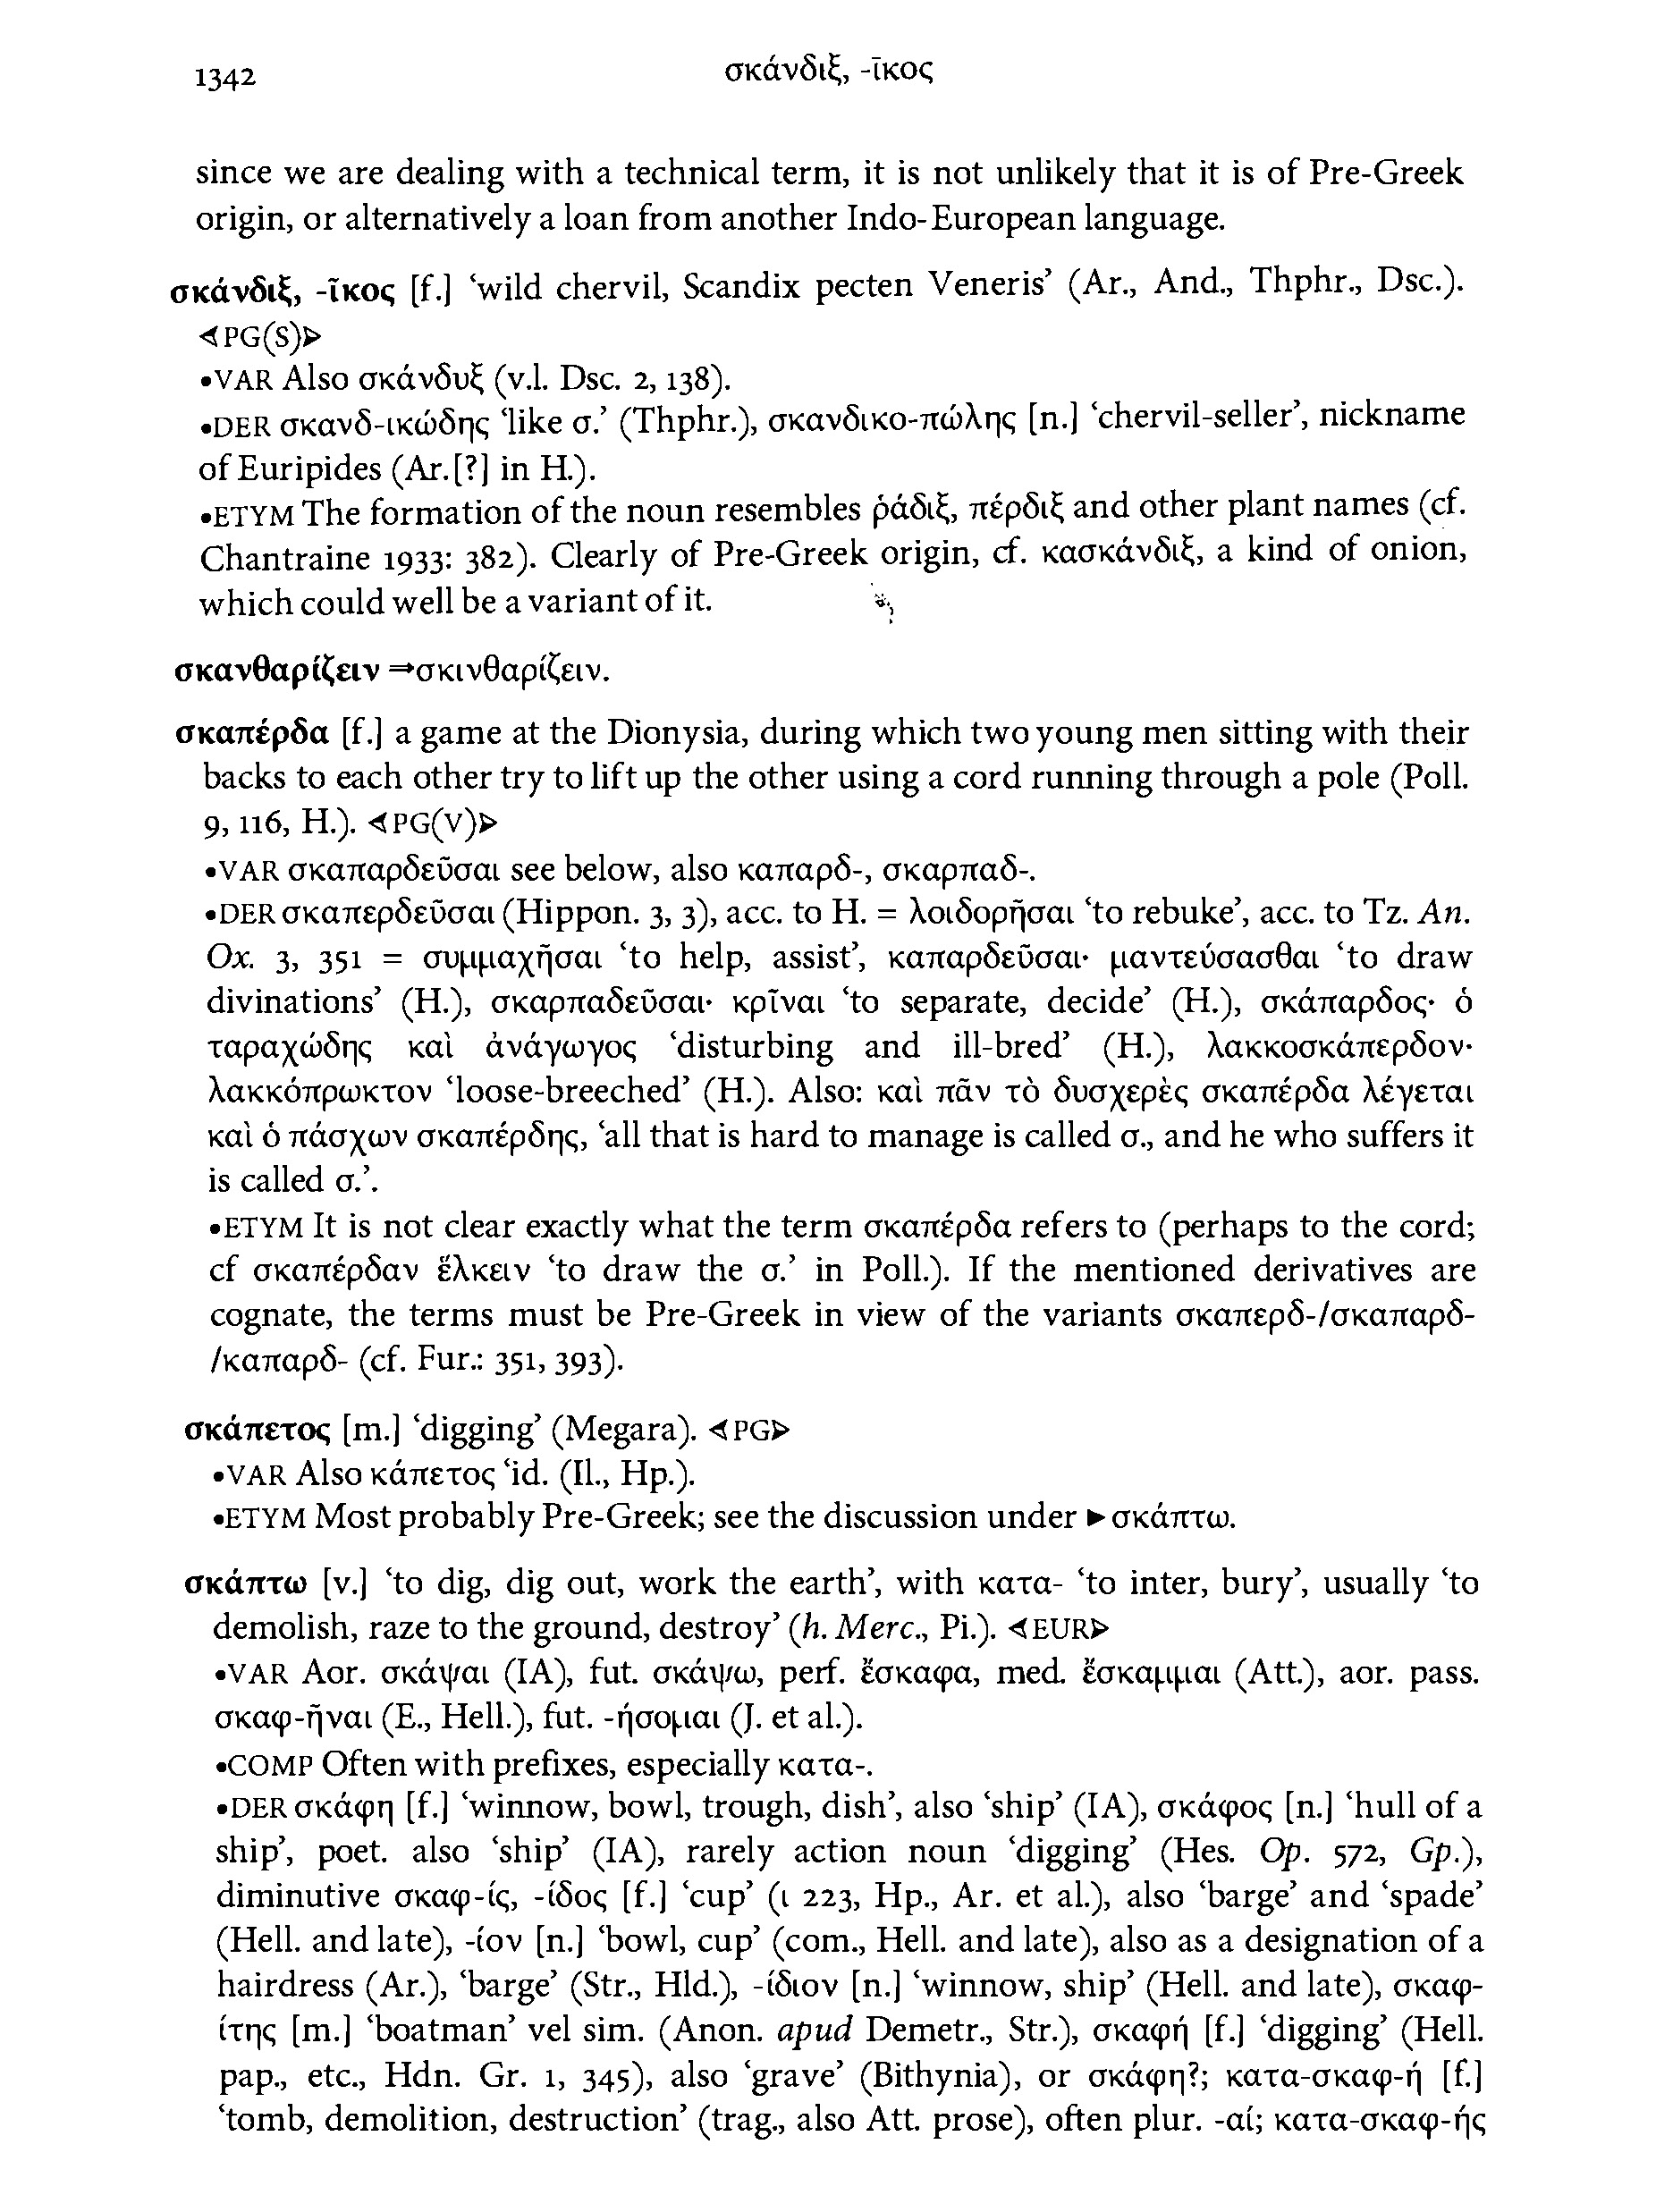 1342
σκάνδιξ, -ῑκος
since we are dealing with a technical term, it is not unlikely that it is of Pre-Greek
origin, or alternatively a loan from another Indo-European language.
σκάνδιξ, -ῑκος [f.] ‘wild chervil, Scandix pecten Veneris’ (Ar., And., Thphr., Dsc.).
⊲PG(S)⊳
•VAR Also σκάνδυξ (v.l. Dsc. 2, 138).
•DER σκανδ-ικώδης ‘like σ.’ (Thphr.), σκανδικο-πώλης [n.] ‘chervil-seller’, nickname
of Euripides (Ar.[?] in H.).
•ETYM The formation of the noun resembles ῥάδιξ, πέρδιξ and other plant names (cf.
Chantraine 1933: 382). Clearly of Pre-Greek origin, cf. κασκάνδιξ, a kind of onion,
which could well be a variant of it.
σκανθαρίζειν ⇒σκινθαρίζειν.
σκαπέρδα [f.] a game at the Dionysia, during which two young men sitting with their
backs to each other try to lift up the other using a cord running through a pole (Poll.
9, 116, H.). ⊲PG(V)⊳
•VAR σκαπαρδεῦσαι see below, also καπαρδ-, σκαρπαδ-.
•DER σκαπερδεῦσαι (Hippon. 3, 3), acc. to H. = λοιδορῆσαι ‘to rebuke’, acc. to Tz. An.
Ox. 3, 351 = συμμαχῆσαι ‘to help, assist’, καπαρδεῦσαι· μαντεύσασθαι ‘to draw
divinations’ (H.), σκαρπαδεῦσαι· κρῖναι ‘to separate, decide’ (H.), σκάπαρδος· ὁ
ταραχώδης καὶ ἀνάγωγος ‘disturbing and ill-bred’ (H.), λακκοσκάπερδον·
λακκόπρωκτον ‘loose-breeched’ (H.). Also: καὶ πᾶν τὸ δυσχερὲς σκαπέρδα λέγεται
καὶ ὁ πάσχων σκαπέρδης, ‘all that is hard to manage is called σ., and he who suffers it
is called σ.’.
•ETYM It is not clear exactly what the term σκαπέρδα refers to (perhaps to the cord;
cf σκαπέρδαν ἕλκειν ‘to draw the σ.’ in Poll.). If the mentioned derivatives are
cognate, the terms must be Pre-Greek in view of the variants σκαπερδ-/σκαπαρδ-
/καπαρδ- (cf. Fur.: 351, 393).
σκάπετος [m.] ‘digging’ (Megara). ⊲PG⊳
•VAR Also κάπετος ‘id. (Il., Hp.).
•ETYM Most probably Pre-Greek; see the discussion under ►σκάπτω.
σκάπτω [v.] ‘to dig, dig out, work the earth’, with κατα- ‘to inter, bury’, usually ‘to
demolish, raze to the ground, destroy’ (h. Merc., Pi.). ⊲EUR⊳
•VAR Aor. σκάψαι (IA), fut. σκάψω, perf. ἔσκαφα, med. ἔσκαμμαι (Att.), aor. pass.
σκαφ-ῆναι (E., Hell.), fut. -ήσομαι (J. et al.).
•COMP Often with prefixes, especially κατα-.
•DER σκάφη [f.] ‘winnow, bowl, trough, dish’, also ‘ship’ (IA), σκάφος [n.] ‘hull of a
ship’, poet. also ‘ship’ (IA), rarely action noun ‘digging’ (Hes. Op. 572, Gp.),
diminutive σκαφ-ίς, -ίδος [f.] ‘cup’ (ι 223, Hp., Ar. et al.), also ‘barge’ and ‘spade’
(Hell. and late), -ίον [n.] ‘bowl, cup’ (com., Hell. and late), also as a designation of a
hairdress (Ar.), ‘barge’ (Str., Hld.), -ίδιον [n.] ‘winnow, ship’ (Hell. and late), σκαφ-
ίτης [m.] ‘boatman’ vel sim. (Anon. apud Demetr., Str.), σκαφή [f.] ‘digging’ (Hell.
pap., etc., Hdn. Gr. 1, 345), also ‘grave’ (Bithynia), or σκάφη?; κατα-σκαφ-ή [f.]
‘tomb, demolition, destruction’ (trag., also Att. prose), often plur. -αί; κατα-σκαφ-ής